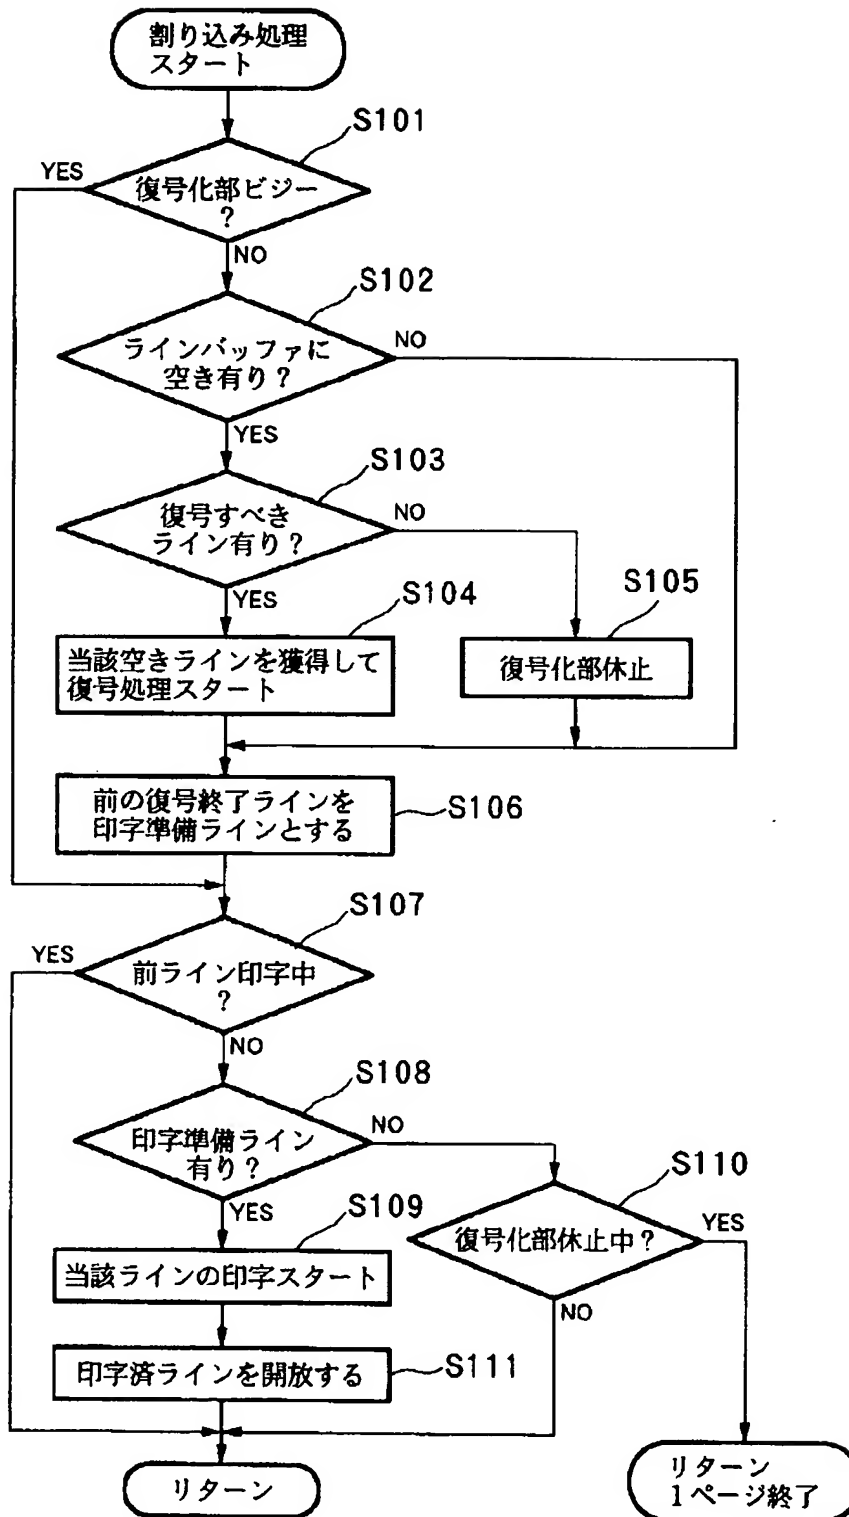 割り込み処理
スタート
S101
YES
復号化部ビジー
?
NO
S102
NO
ラインバッファに
空き有り?
YES
S103
NO
復号すべき
ライン有り?
YES
S104
S105
当該空きラインを獲得して
復号処理スタート
復号化部休止
前の復号終了ラインを
印字準備ラインとする
S106
S107
YES
前ライン印字中
?
NO
S108
NO
印字準備ライン
有り?
YES
S109
S110
YES
復号化部休止中?
NO
当該ラインの印字スタート
印字済ラインを開放する
S111
リターン
リターン
1ページ終了